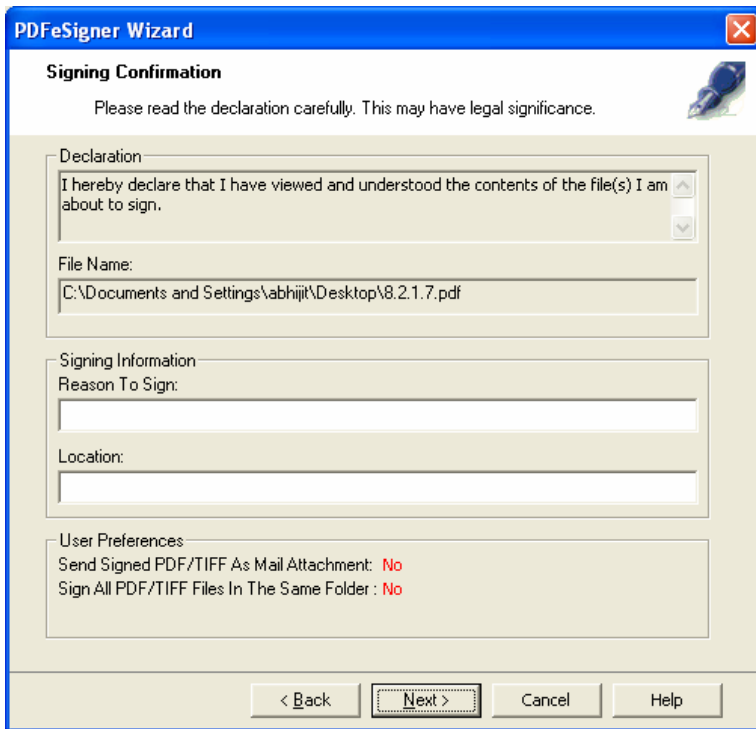 PDFeSigner Wizard
Signing Confirmation
Please read the declaration carefully. This may have legal significance.
Declaration
I hereby declare that I have viewed and understood the contents of the file(s) I am
about to sign.
File Name:
C:\Documents and Settings\abhijit\Desktop\8.2.1.7.pdf
Signing Information
Reason To Sign:
Location:
User Preferences
Send Signed PDF/TIFF As Mail Attachment: No
Sign All PDF/TIFF Files In The Same Folder : No
< Back Next > Cancel Help